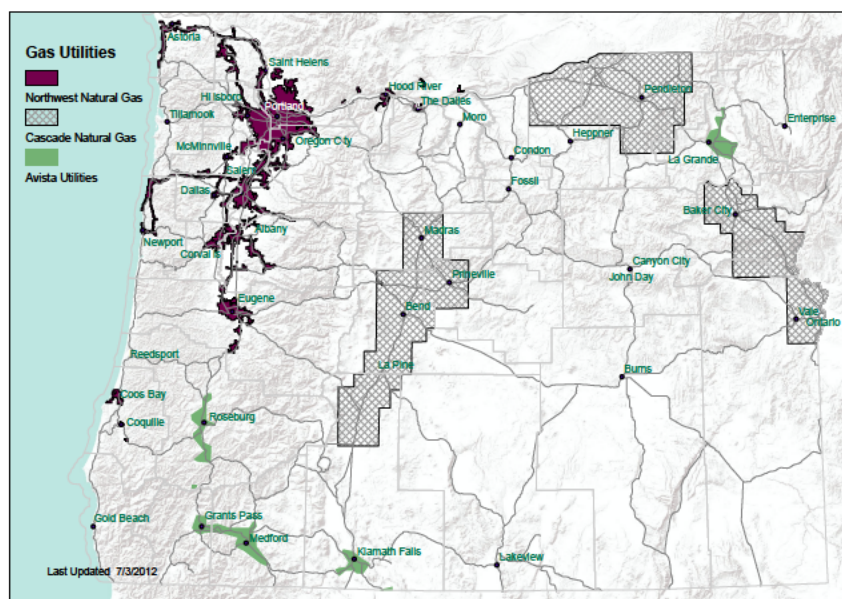 Gas Utilities
Northwest Natural Gas
Cascade Natural Gas
Avista Utilities
Astoria
Saint Helens
Hillsboro
Portland
Hood River
The Dalles
Pendleton
Tillamook
Moro
Enterprise
McMinnville
Oregon City
Heppner
La Grande
Condon
Salem
Dallas
Fossil
Baker City
Newport
Albany
Madras
Corvallis
Canyon City
John Day
Prineville
Eugene
Bend
Vale
Ontario
Reedsport
La Pine
Burns
Coos Bay
Coquille
Roseburg
Gold Beach
Grants Pass
Medford
Klamath Falls
Lakeview
Last Updated 7/3/2012